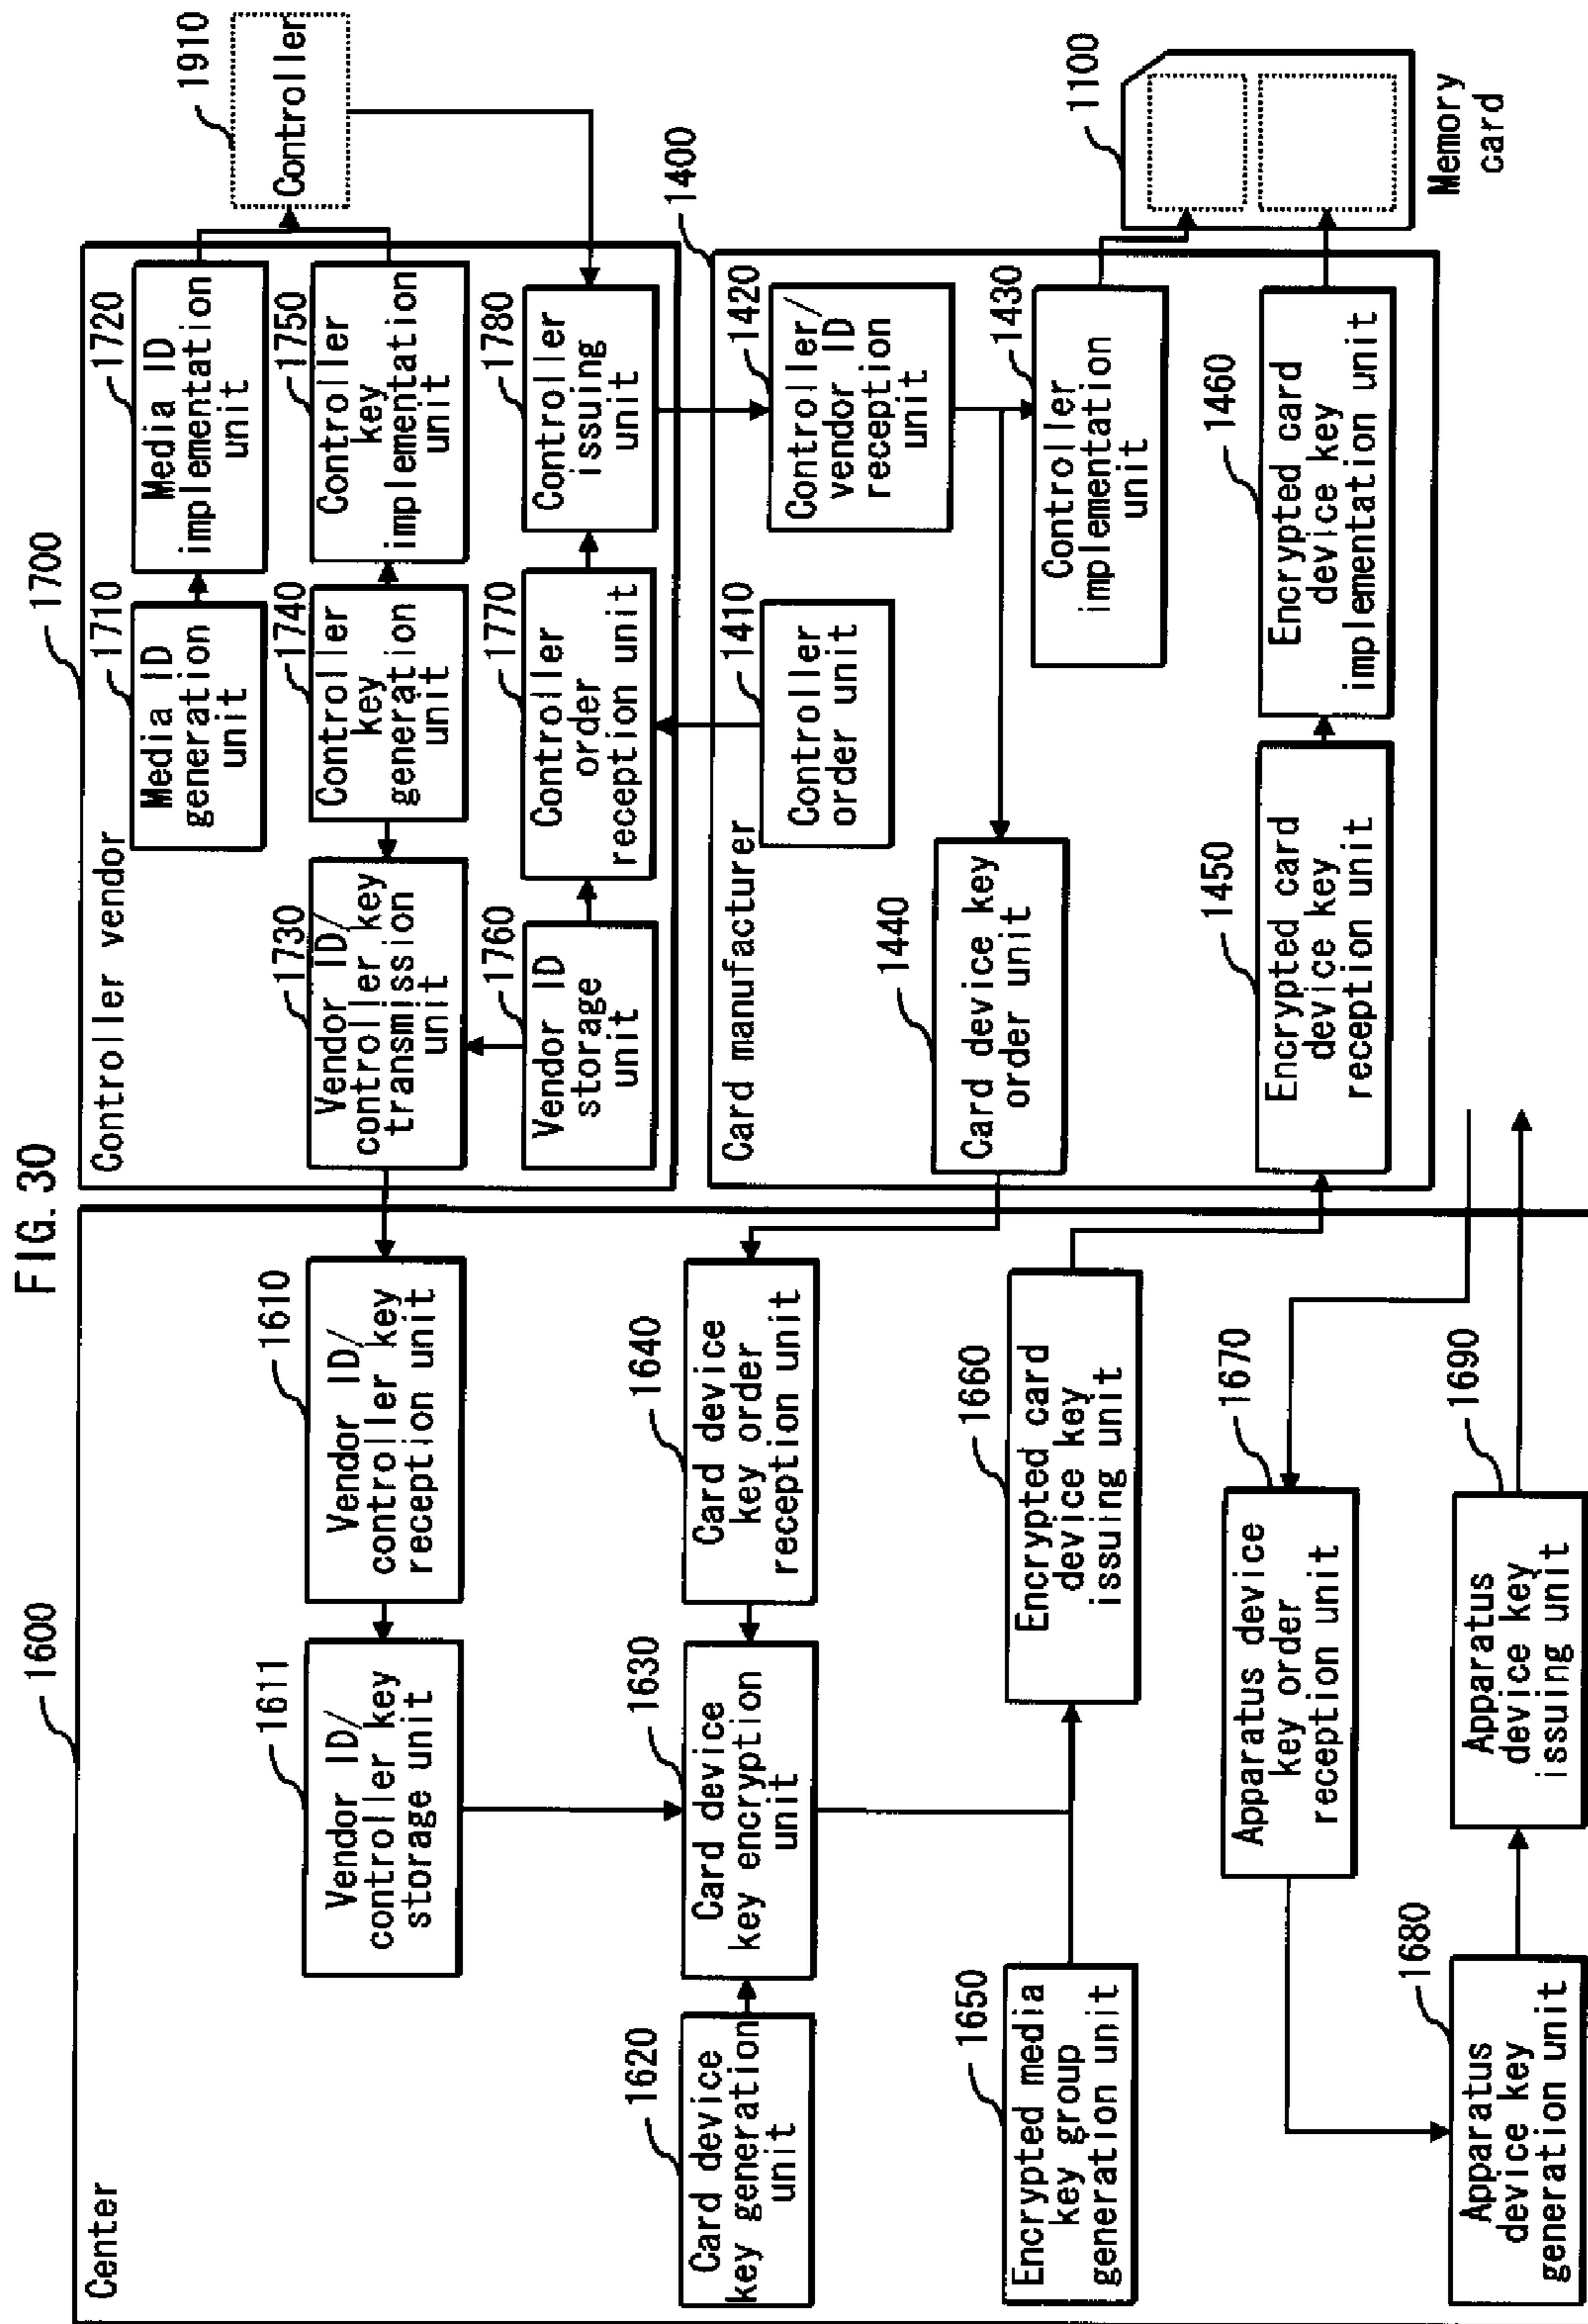 FIG. 30
1600
Center
1611
Vendor ID/
controller key
storage unit
1610
Vendor ID/
controller key
reception unit
1620
Card device
key generation
unit
1630
Card device
key encryption
unit
1640
Card device
key order
reception unit
1650
Encrypted media
key group
generation unit
1660
Encrypted card
device key
issuing unit
1670
Apparatus device
key order
reception unit
1680
Apparatus
device key
generation unit
1690
Apparatus
device key
issuing unit
1700
Controller vendor
1710
Media ID
generation
unit
1720
Media ID
implementation
unit
1730
Vendor ID/
controller key
transmission
unit
1740
Controller
key
generation
unit
1750
Controller
key
implementation
unit
1760
Vendor ID
storage
unit
1770
Controller
order
reception unit
1780
Controller
issuing
unit
1910
Controller
1400
Card manufacturer
1410
Controller
order unit
1420
Controller/
vendor ID
reception
unit
1430
Controller
implementation
unit
1440
Card device key
order unit
1450
Encrypted card
device key
reception unit
1460
Encrypted card
device key
implementation unit
1100
Memory
card